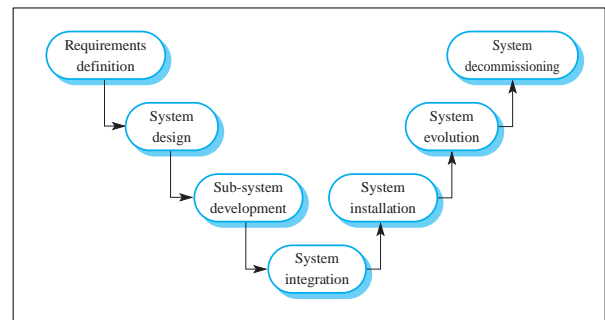 Requirements
definition
System
design
Sub-system
development
System
integration
System
installation
System
evolution
System
decommissioning